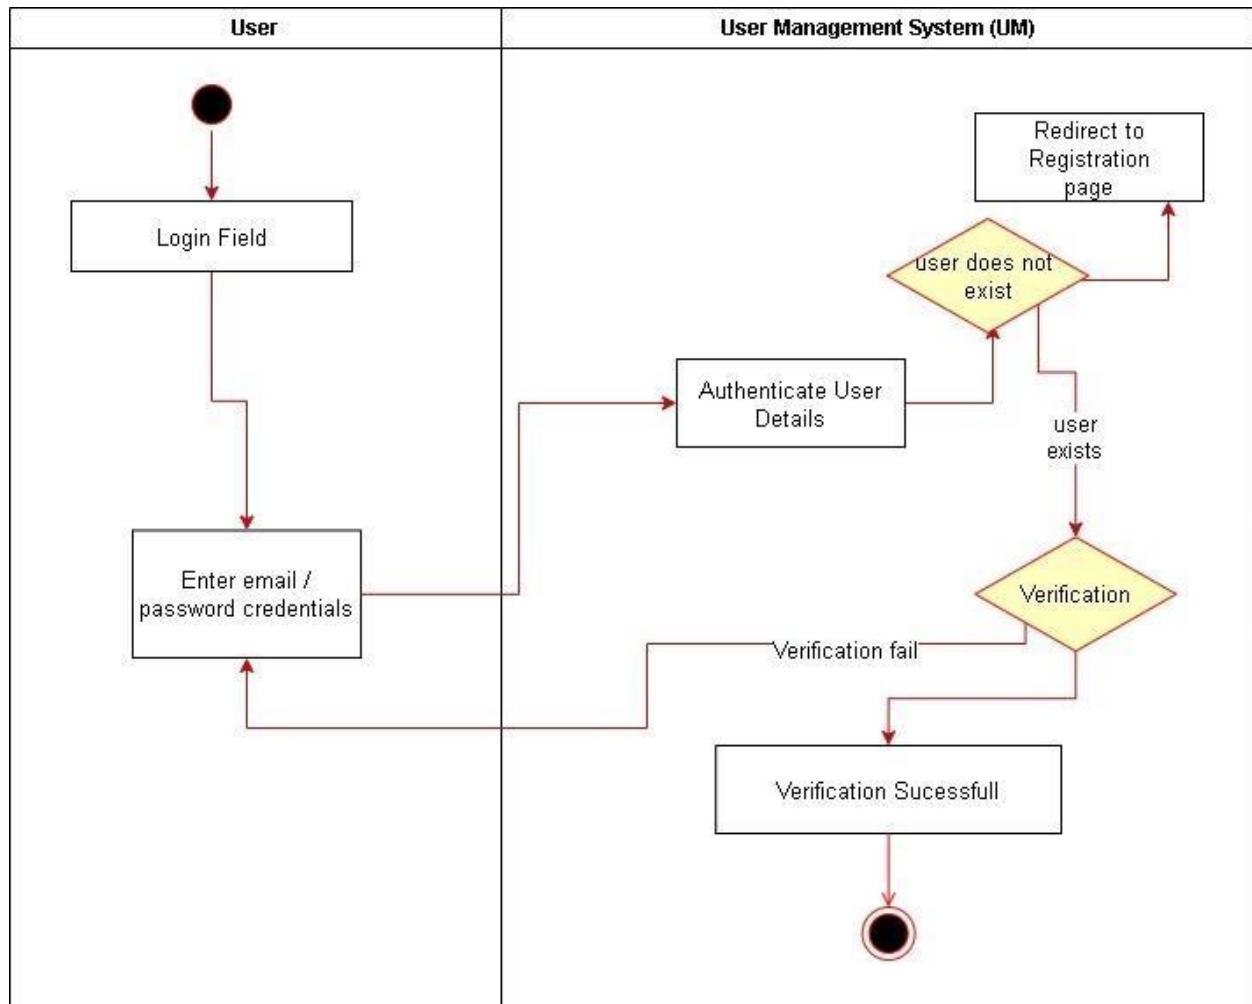 User
User Management System (UM)
Redirect to
Registration
page
Login Field
user does not
exist
Authenticate User
Details
user
exists
Enter email /
password credentials
Verification
Verification fail
Verification Sucessfull